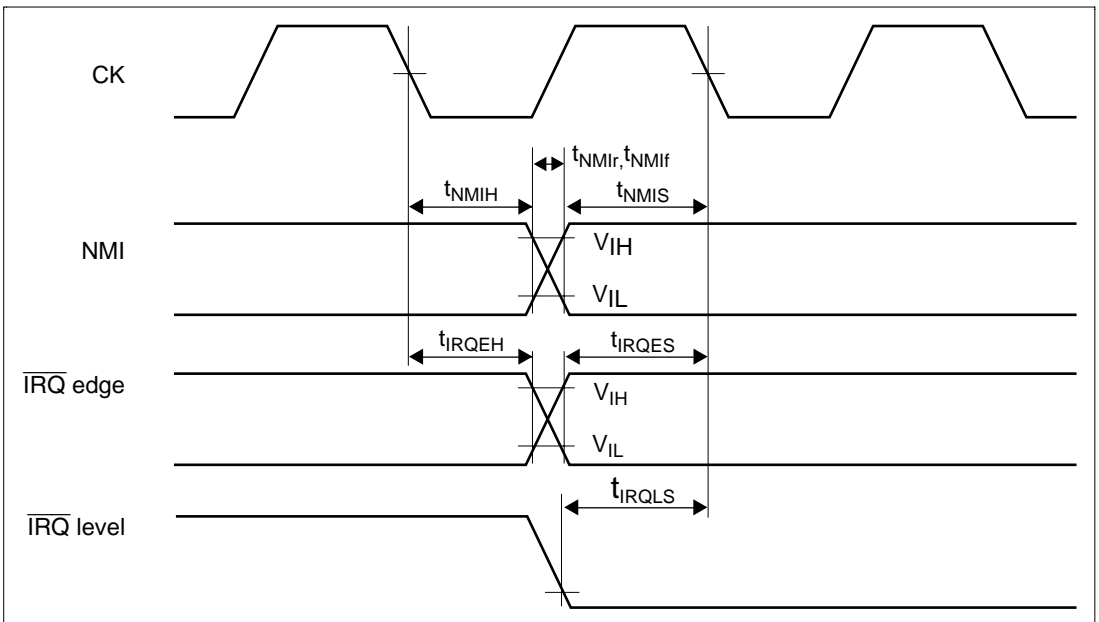 CK
tNMIr,tNMIf
tNMIH
tNMIS
NMI
VIH
VIL
tIRQEH
tIRQES
IRQ edge
VIH
VIL
tIRQLS
IRQ level